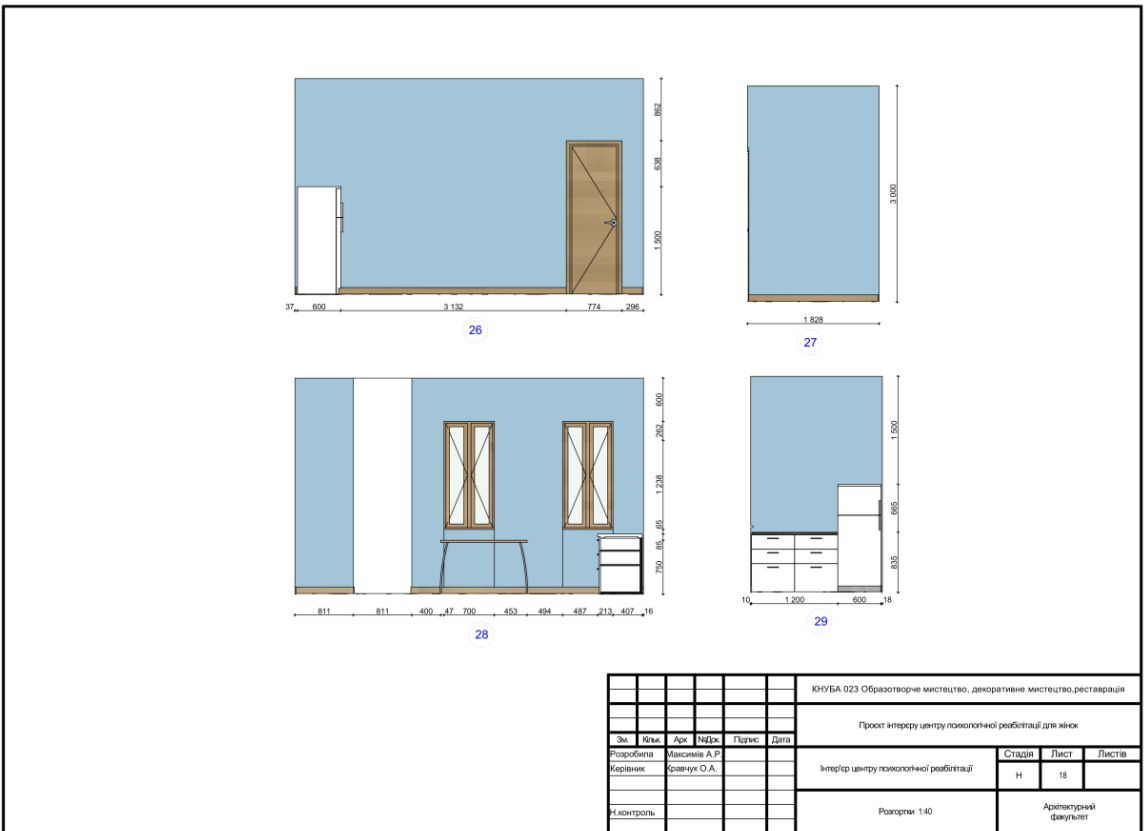 862
638
1 500
37 600 3 132 774 296
26
3 000
1 828
27
600
262
1 238
65
85
750
811 811 400 47 700 453 494 487 213 407 16
28
1 500
665
835
10 1 200 600 18
29
КНУБА 023 Образотворче мистецтво, декоративне мистецтво,реставрація
Проєкт інтерєру центру психологічної реабілітації для жінок
Зм. Кільк. Арк №Док. Підпис Дата
Розробила Максимів А.Р.
Керівник Кравчук О.А.
Інтер'єр центру психологічної реабілітації
Стадія Лист Листів
Н 18
Н.контроль
Розгортки 1:40
Архітектурний
факультет